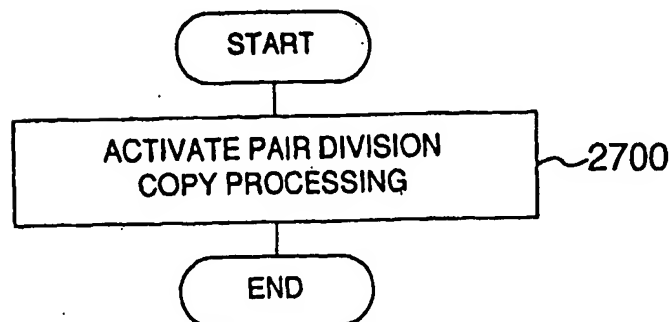 START
ACTIVATE PAIR DIVISION
COPY PROCESSING
2700
END